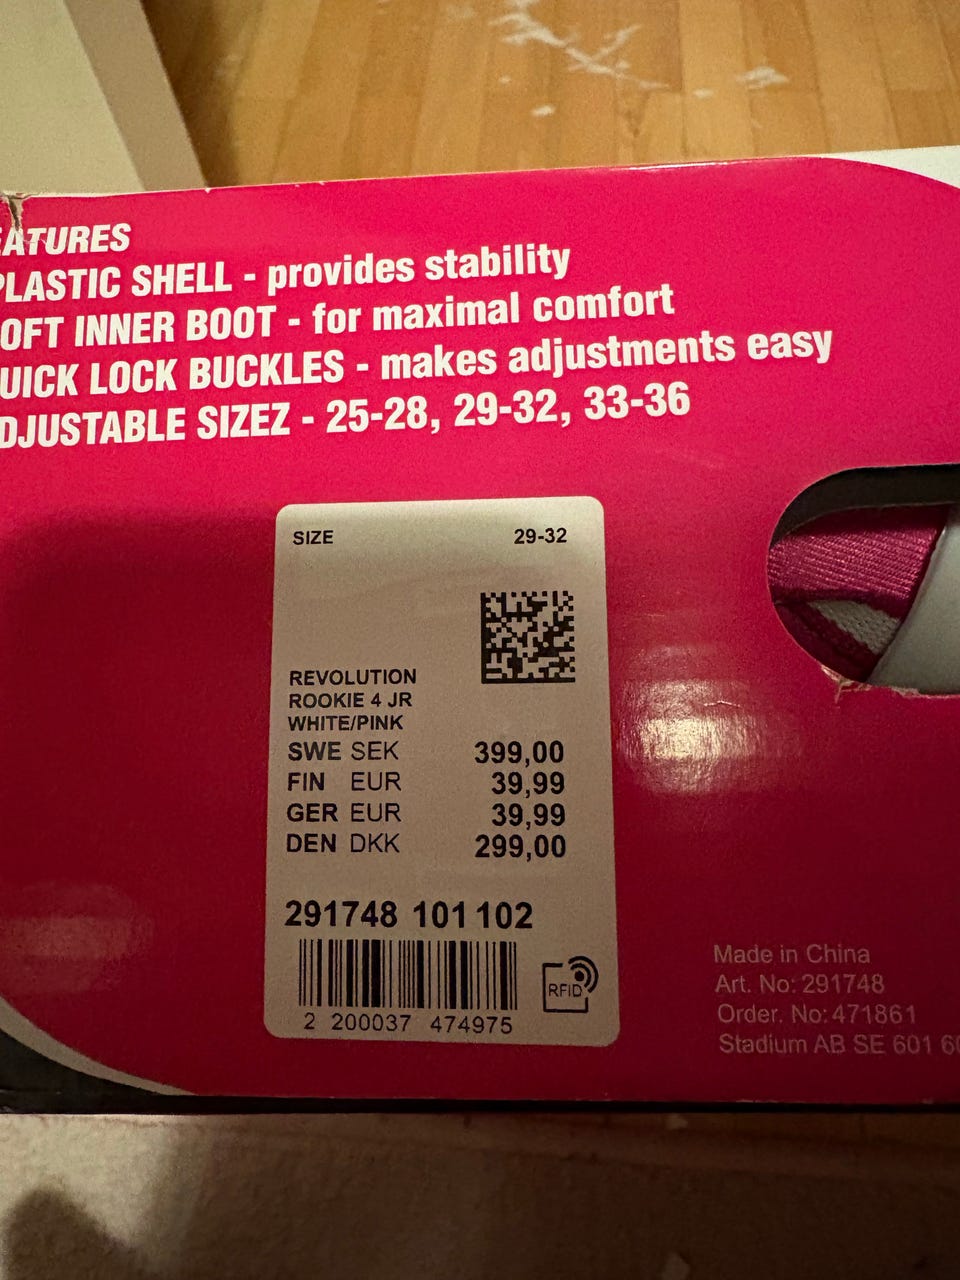 EATURES
PLASTIC SHELL - provides stability
OFT INNER BOOT - for maximal comfort
UICK LOCK BUCKLES - makes adjustments easy
DJUSTABLE SIZEZ - 25-28, 29-32, 33-36
SIZE 29-32
REVOLUTION
ROOKIE 4 JR
WHITE/PINK
SWE SEK 399,00
FIN EUR 39,99
GER EUR 39,99
DEN DKK 299,00
291748 101 102
RFID
2 200037 474975
Made in China
Art. No: 291748
Order. No: 471861
Stadium AB SE 601 60